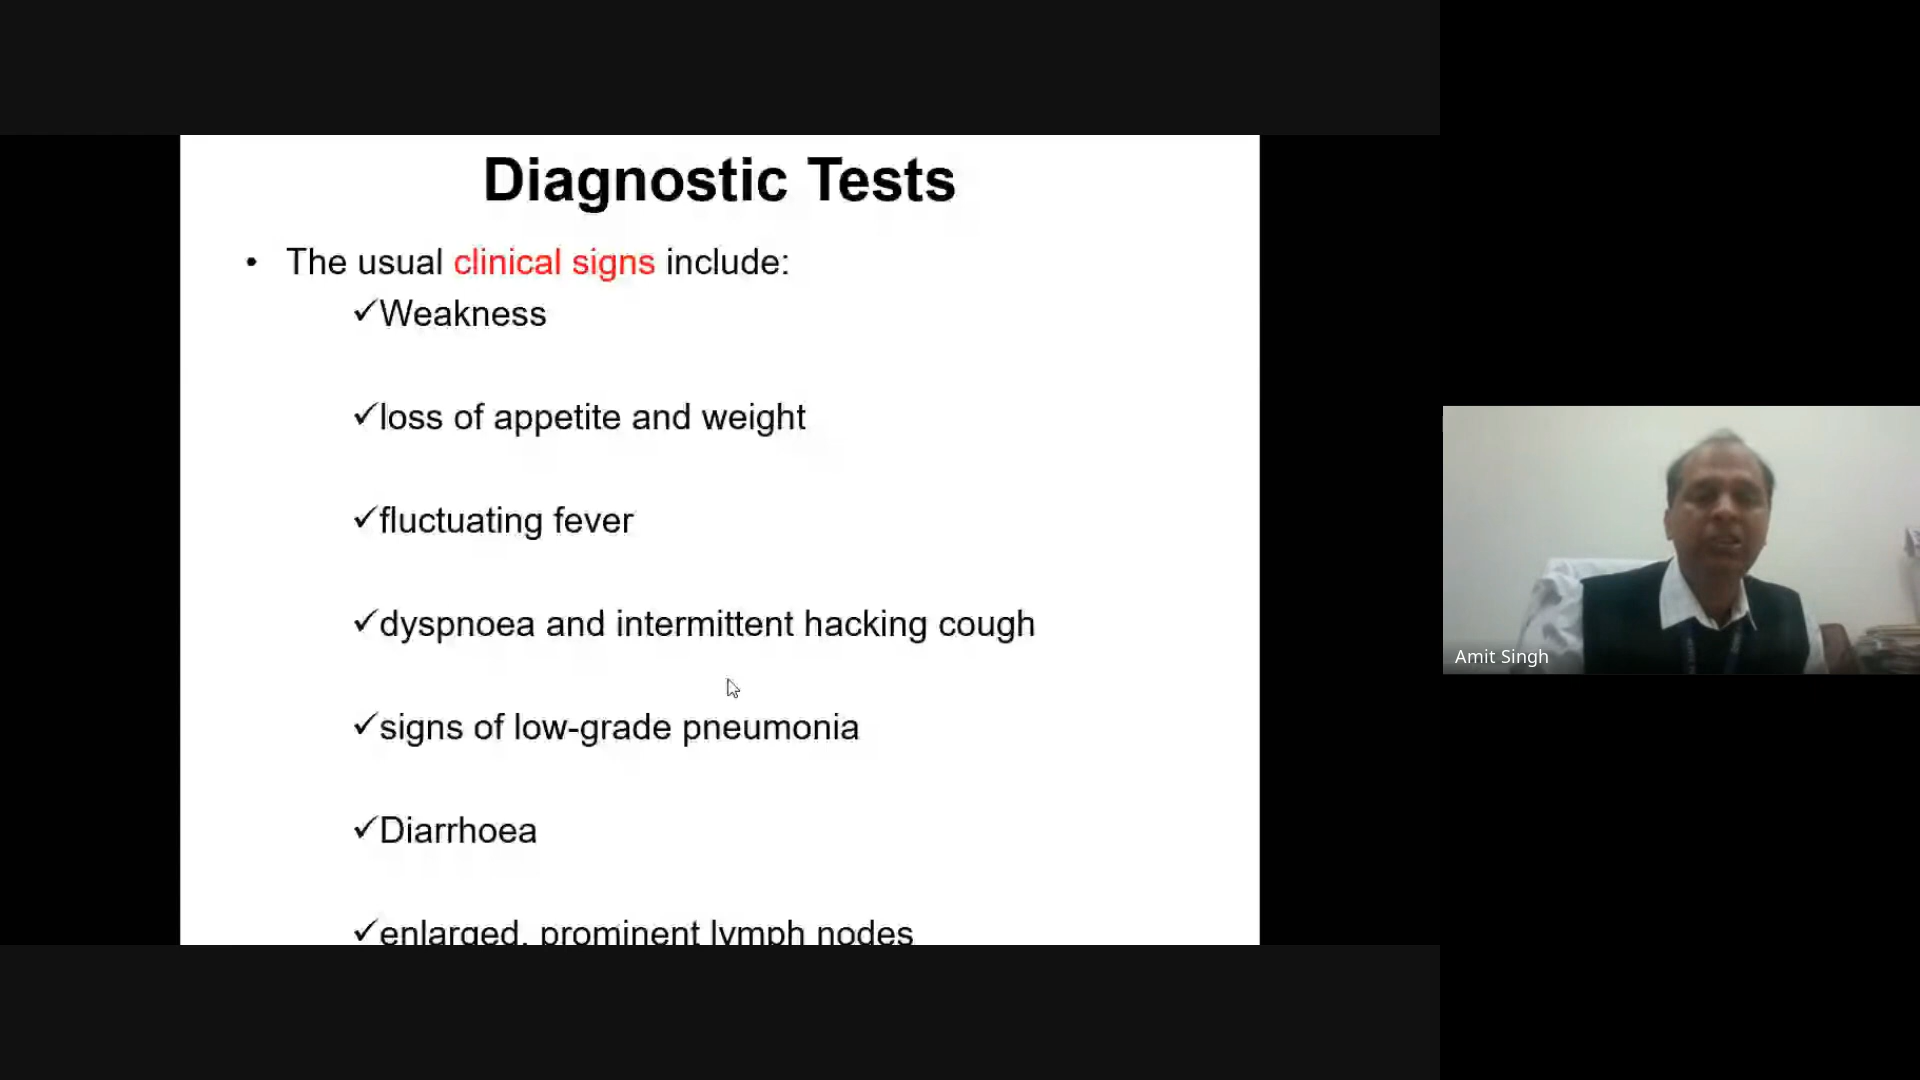 Diagnostic Tests
• The usual clinical signs include:
✓Weakness
✓loss of appetite and weight
✓fluctuating fever
✓dyspnoea and intermittent hacking cough
✓signs of low-grade pneumonia
✓Diarrhoea
✓enlarged, prominent lymph nodes
Amit Singh